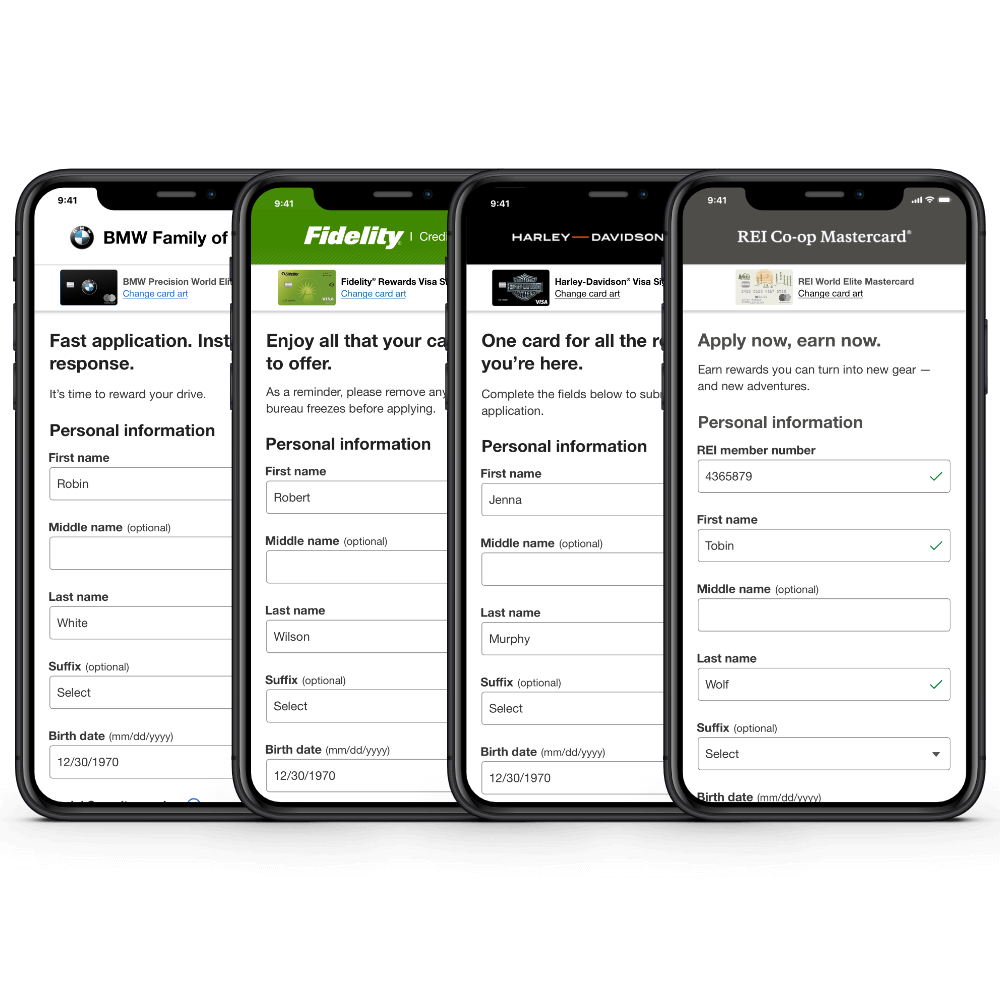 9:41
BMW Family of
BMW Precision World Eli
Change card art
Fast application. Inst
response.
It's time to reward your drive.
Personal information
First name
Robin
Middle name (optional)
Last name
White
Suffix (optional)
Select
Birth date (mm/dd/yyyy)
12/30/1970
9:41
Fidelity | Credi
Fidelity® Rewards Visa S
Change card art
VISA
Enjoy all that your ca
to offer.
As a reminder, please remove any
bureau freezes before applying.
Personal information
First name
Robert
Middle name (optional)
Last name
Wilson
Suffix (optional)
Select
Birth date (mm/dd/yyyy)
12/30/1970
9:41
HARLEY—DAVIDSON
Harley-Davidson® Visa Si
Change card art
VISA
One card for all the r
you're here.
Complete the fields below to sub
application.
Personal information
First name
Jenna
Middle name (optional)
Last name
Murphy
Suffix (optional)
Select
Birth date (mm/dd/yyyy)
12/30/1970
9:41
REI Co-op Mastercard®
REI World Elite Mastercard
Change card art
Apply now, earn now.
Earn rewards you can turn into new gear —
and new adventures.
Personal information
REI member number
4365879
First name
Tobin
Middle name (optional)
Last name
Wolf
Suffix (optional)
Select
Birth date (mm/dd/yyyy)